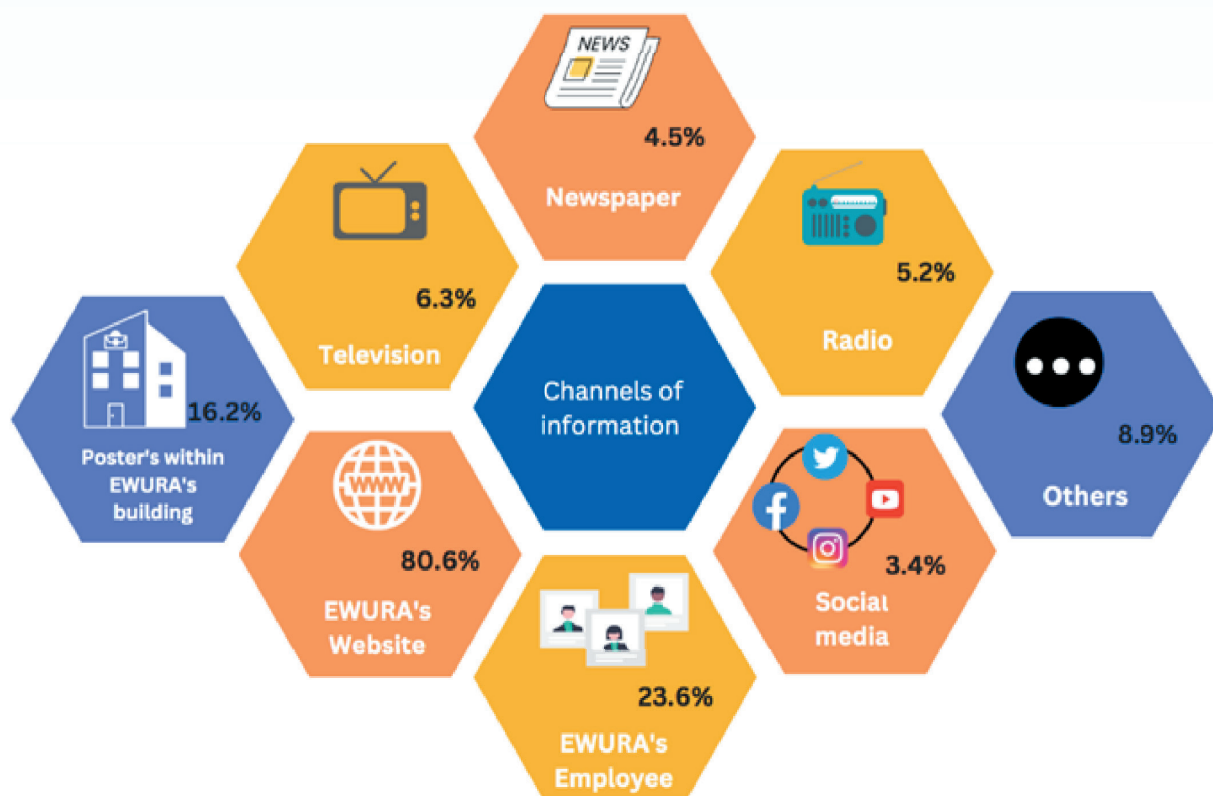 NEWS
4.5%
Newspaper
6.3%
Television
5.2%
Radio
16.2%
Poster's within
EWURA's
building
Channels of
information
8.9%
Others
WWW
80.6%
EWURA's
Website
3.4%
Social
media
23.6%
EWURA's
Employee